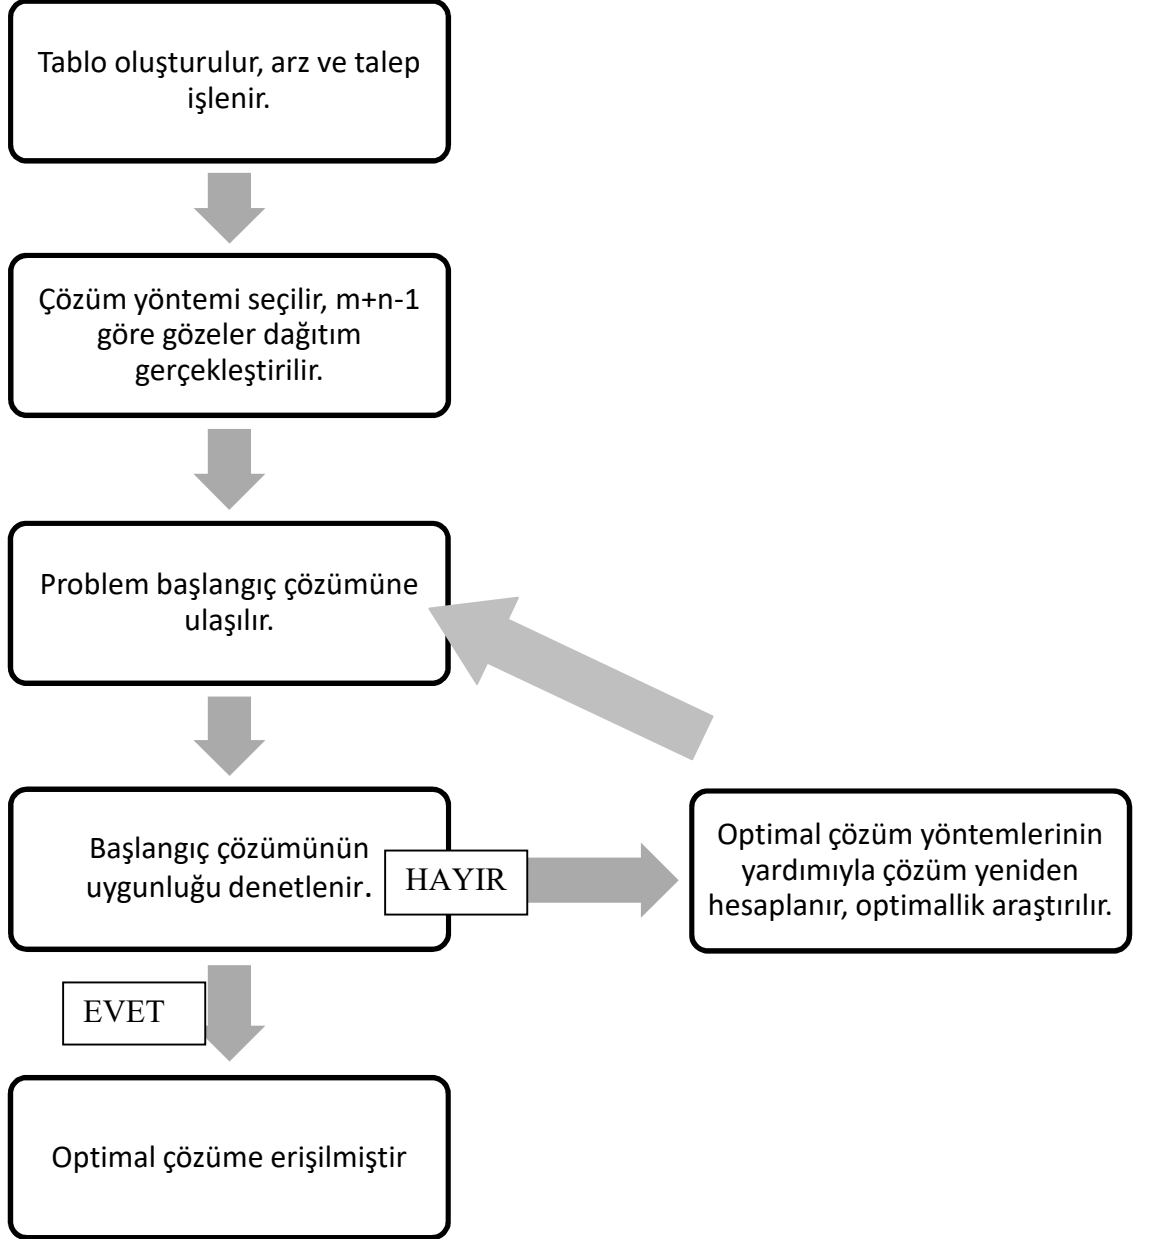 Tablo oluşturulur, arz ve talep
işlenir.
Çözüm yöntemi seçilir, m+n-1
göre gözeler dağıtım
gerçekleştirilir.
Problem başlangıç çözümüne
ulaşılır.
Başlangıç çözümünün
uygunluğu denetlenir.
HAYIR
Optimal çözüm yöntemlerinin
yardımıyla çözüm yeniden
hesaplanır, optimallik araştırılır.
EVET
Optimal çözüme erişilmiştir